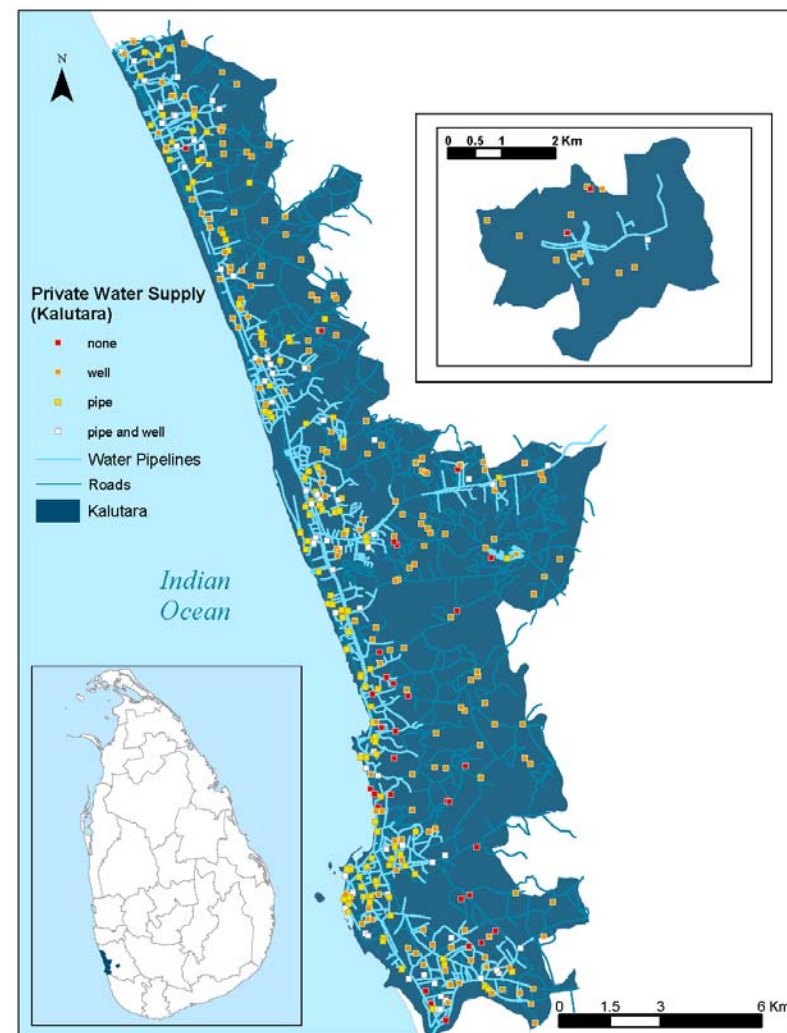 N
0 0.5 1 2 Km
Private Water Supply
(Kalutara)
none
well
pipe
pipe and well
Water Pipelines
Roads
Kalutara
Indian
Ocean
0 1.5 3 6 Km